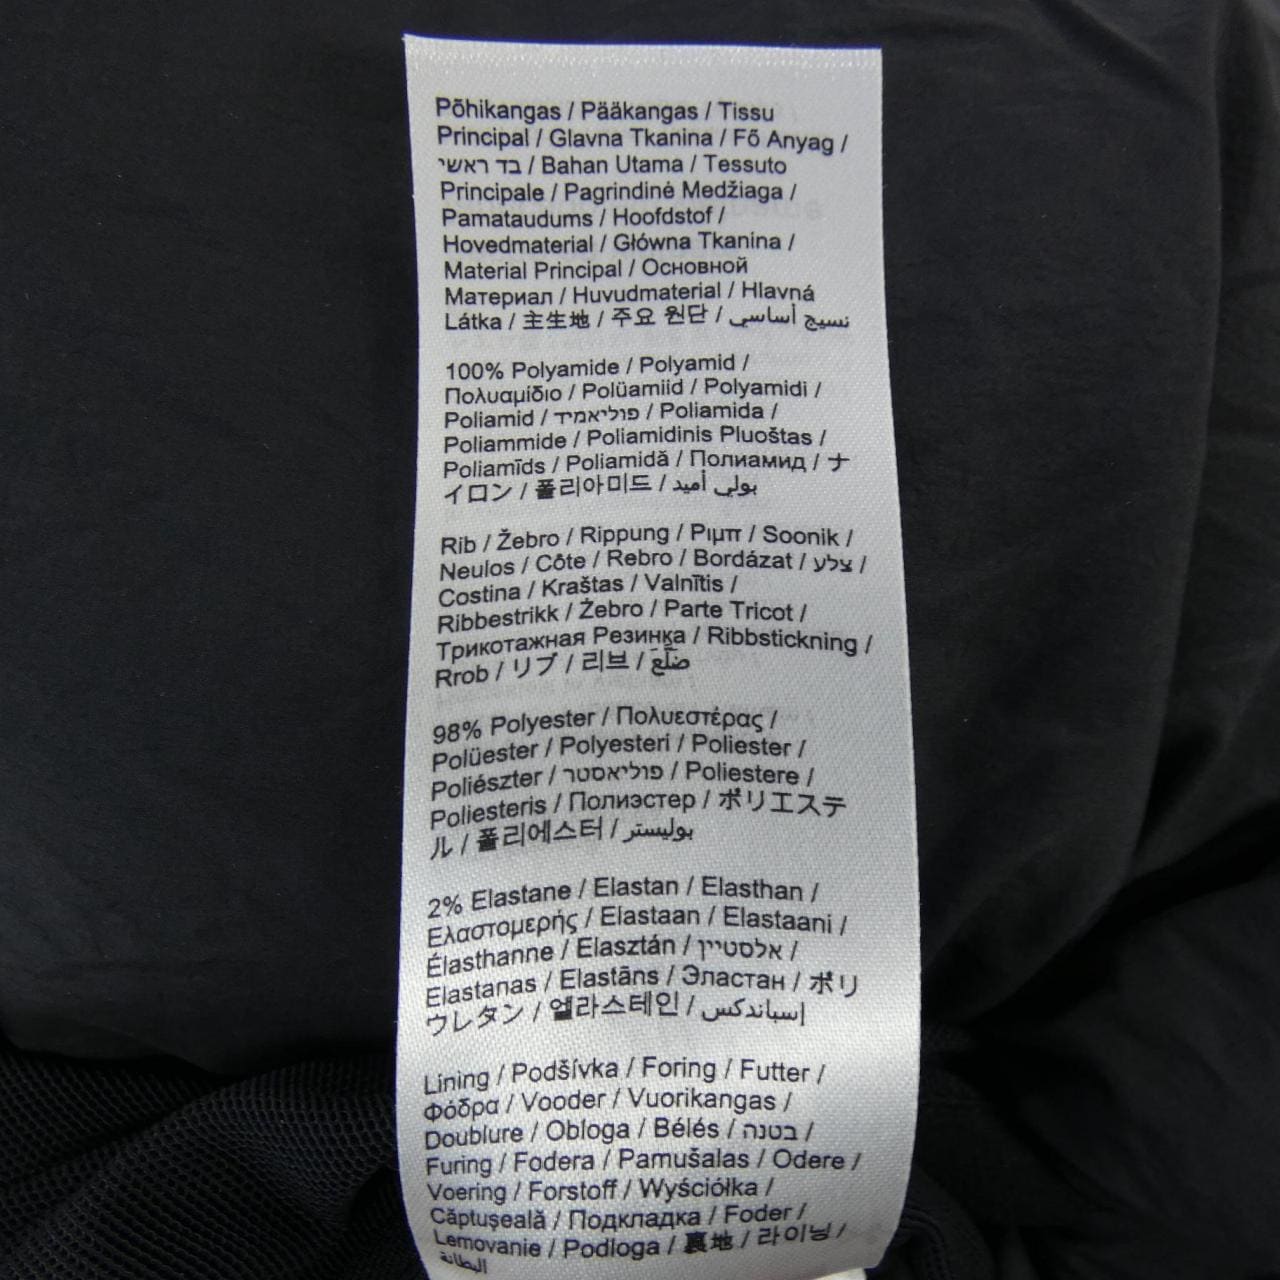 Põhikangas / Pääkangas / Tissu
Principal / Glavna Tkanina / Fő Anyag /
בד ראשי / Bahan Utama / Tessuto
Principale / Pagrindinė Medžiaga /
Pamataudums / Hoofdstof /
Hovedmaterial / Główna Tkanina /
Material Principal / Основной
Материал / Huvudmaterial / Hlavná
Látka / 主生地 / 주요 원단 / نسيج أساسي
100% Polyamide / Polyamid /
Πολυαμίδιο / Polüamiid / Polyamidi /
Poliamid / פוליאמיד / Poliamida /
Poliammide / Poliamidinis Pluoštas /
Poliamīds / Poliamidă / Полиамид / ナ
イロン / 폴리아미드 / بولي أميد
Rib / Žebro / Rippung / Ριμπ / Soonik /
Neulos / Côte / Rebro / Bordázat / צלע /
Costina / Kraštas / Valnītis /
Ribbestrikk / Żebro / Parte Tricot /
Трикотажная Резинка / Ribbstickning /
Rrob / リブ / 리브 / ضَلْعَ
98% Polyester / Πολυεστέρας /
Polüester / Polyesteri / Poliester /
Poliészter / פוליאסטר / Poliestere /
Poliesteris / Полиэстер / ポリエステ
ル / 폴리에스터 / بوليستر
2% Elastane / Elastan / Elasthan /
Ελαστομερής / Elastaan / Elastaani /
Élasthanne / Elasztán / אלסטיין /
Elastanas / Elastāns / Эластан / ポリ
ウレタン / 엘라스테인 / إسباندكس
Lining / Podšívka / Foring / Futter /
Φόδρα / Vooder / Vuorikangas /
Doublure / Obloga / Bélés / בטנה /
Furing / Fodera / Pamušalas / Odere /
Voering / Forstoff / Wyściółka /
Căptușeală / Подкладка / Foder /
Lemovanie / Podloga / 裏地 / 라이닝 /
البطانة